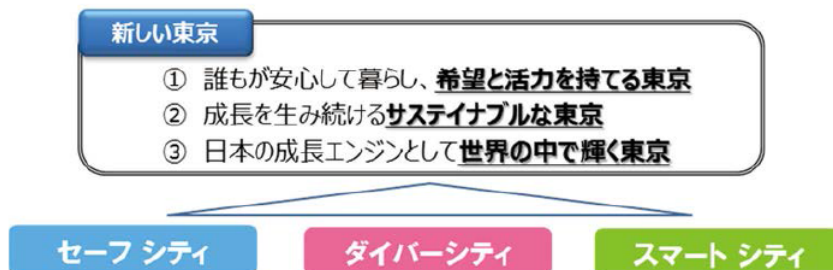 新しい東京
① 誰もが安心して暮らし、希望と活力を持てる東京
② 成長を生み続けるサステイナブルな東京
③ 日本の成長エンジンとして世界の中で輝く東京
セーフ シティ
ダイバーシティ
スマート シティ